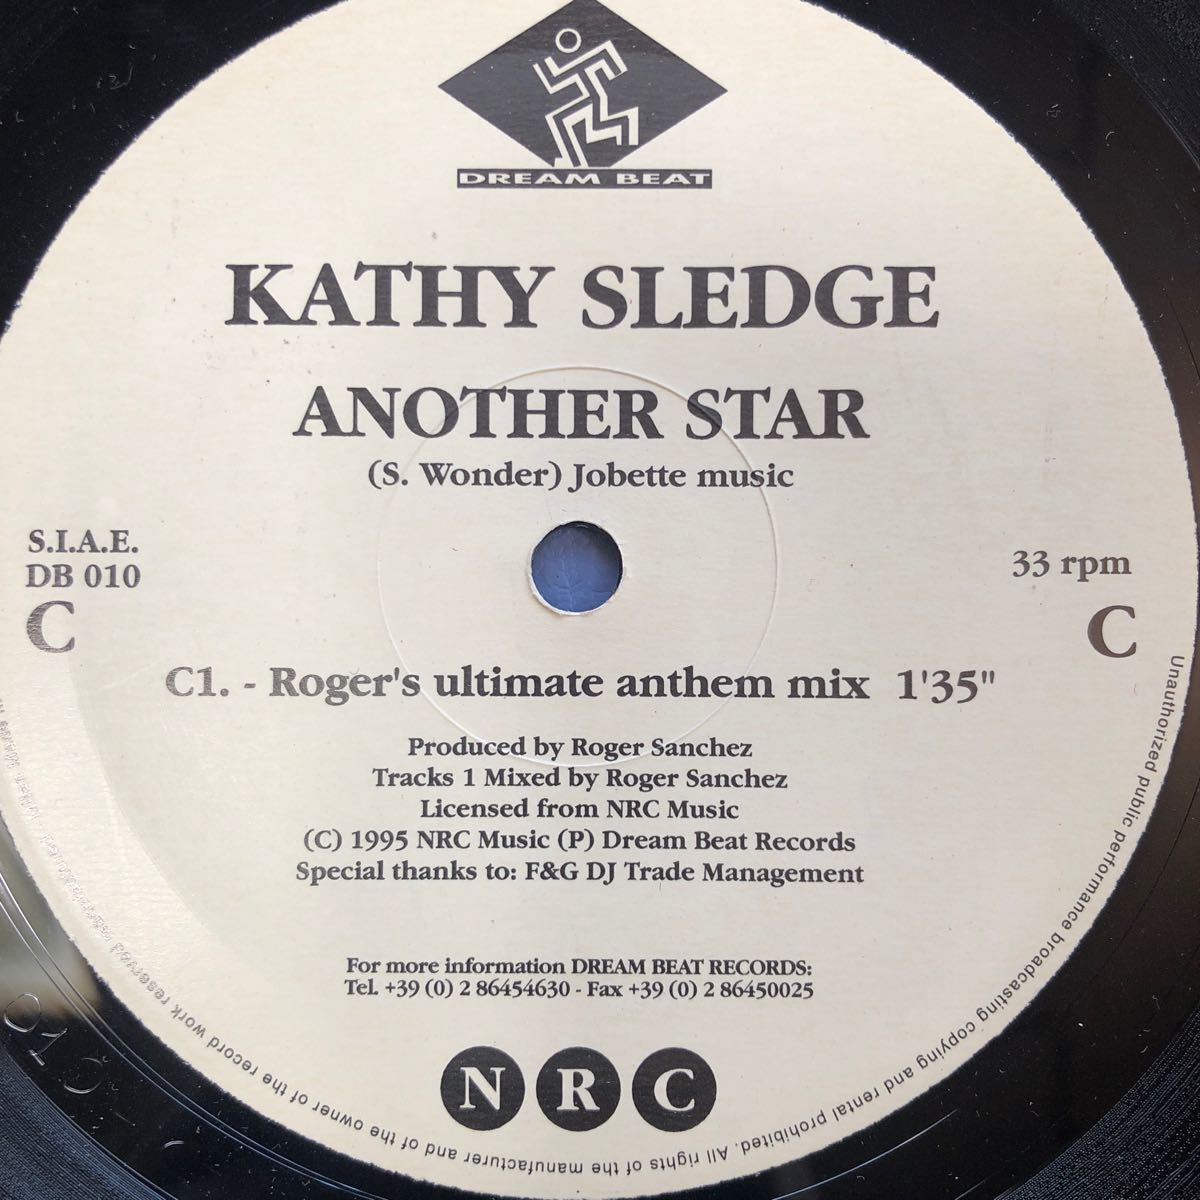 DREAM BEAT
KATHY SLEDGE
ANOTHER STAR
(S. Wonder) Jobette music
S.I.A.E.
DB 010
C
33 rpm
C
C1. - Roger's ultimate anthem mix 1'35"
Produced by Roger Sanchez
Tracks 1 Mixed by Roger Sanchez
Licensed from NRC Music
(C) 1995 NRC Music (P) Dream Beat Records
Special thanks to: F&G DJ Trade Management
For more information DREAM BEAT RECORDS:
Tel. +39 (0) 2 86454630 - Fax +39 (0) 2 86450025
NRC
Unauthorized public performance broadcasting copying and rental prohibited. All rights of the manufacturer and of the owner of the record work reserved